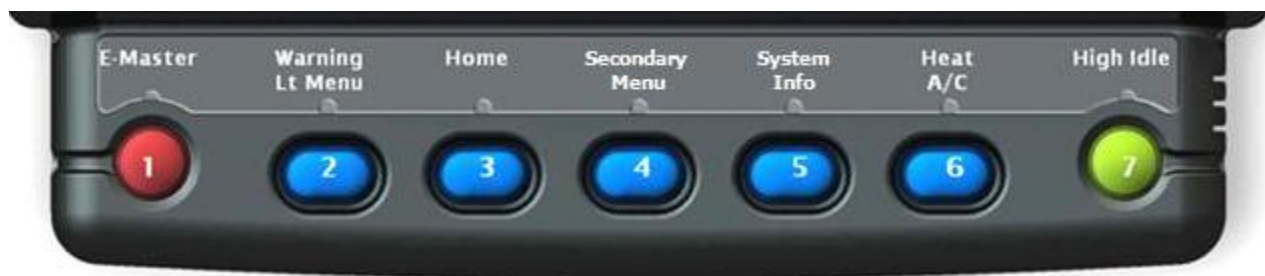 E-Master
Warning
Lt Menu
Home
Secondary
Menu
System
Info
Heat
A/C
High Idle
1
2
3
4
5
6
7